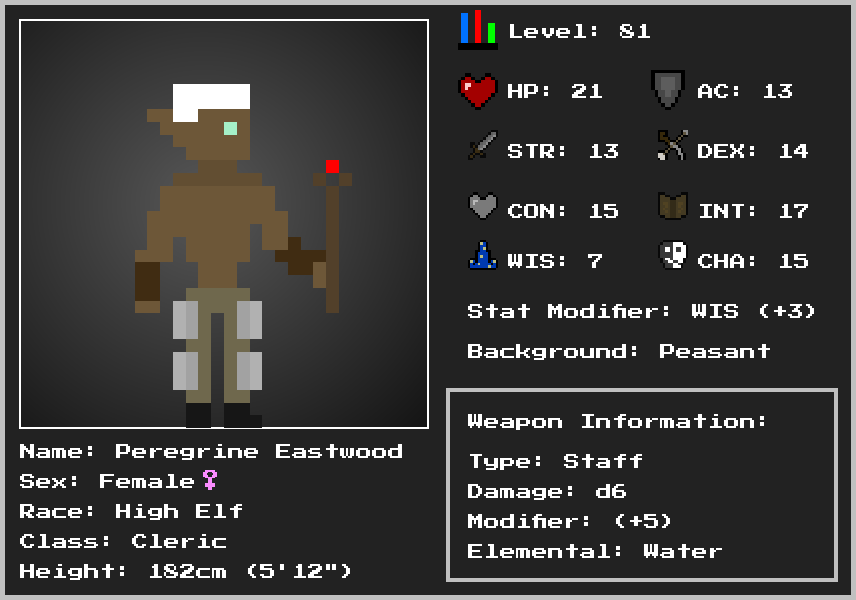 Level: 81
HP: 21 AC: 13
STR: 13 DEX: 14
CON: 15 INT: 17
WIS: 7 CHA: 15
Stat Modifier: WIS (+3)
Background: Peasant
Weapon Information:
Type: Staff
Damage: d6
Modifier: (+5)
Elemental: Water
Name: Peregrine Eastwood
Sex: Female♀
Race: High Elf
Class: Cleric
Height: 182cm (5'12")